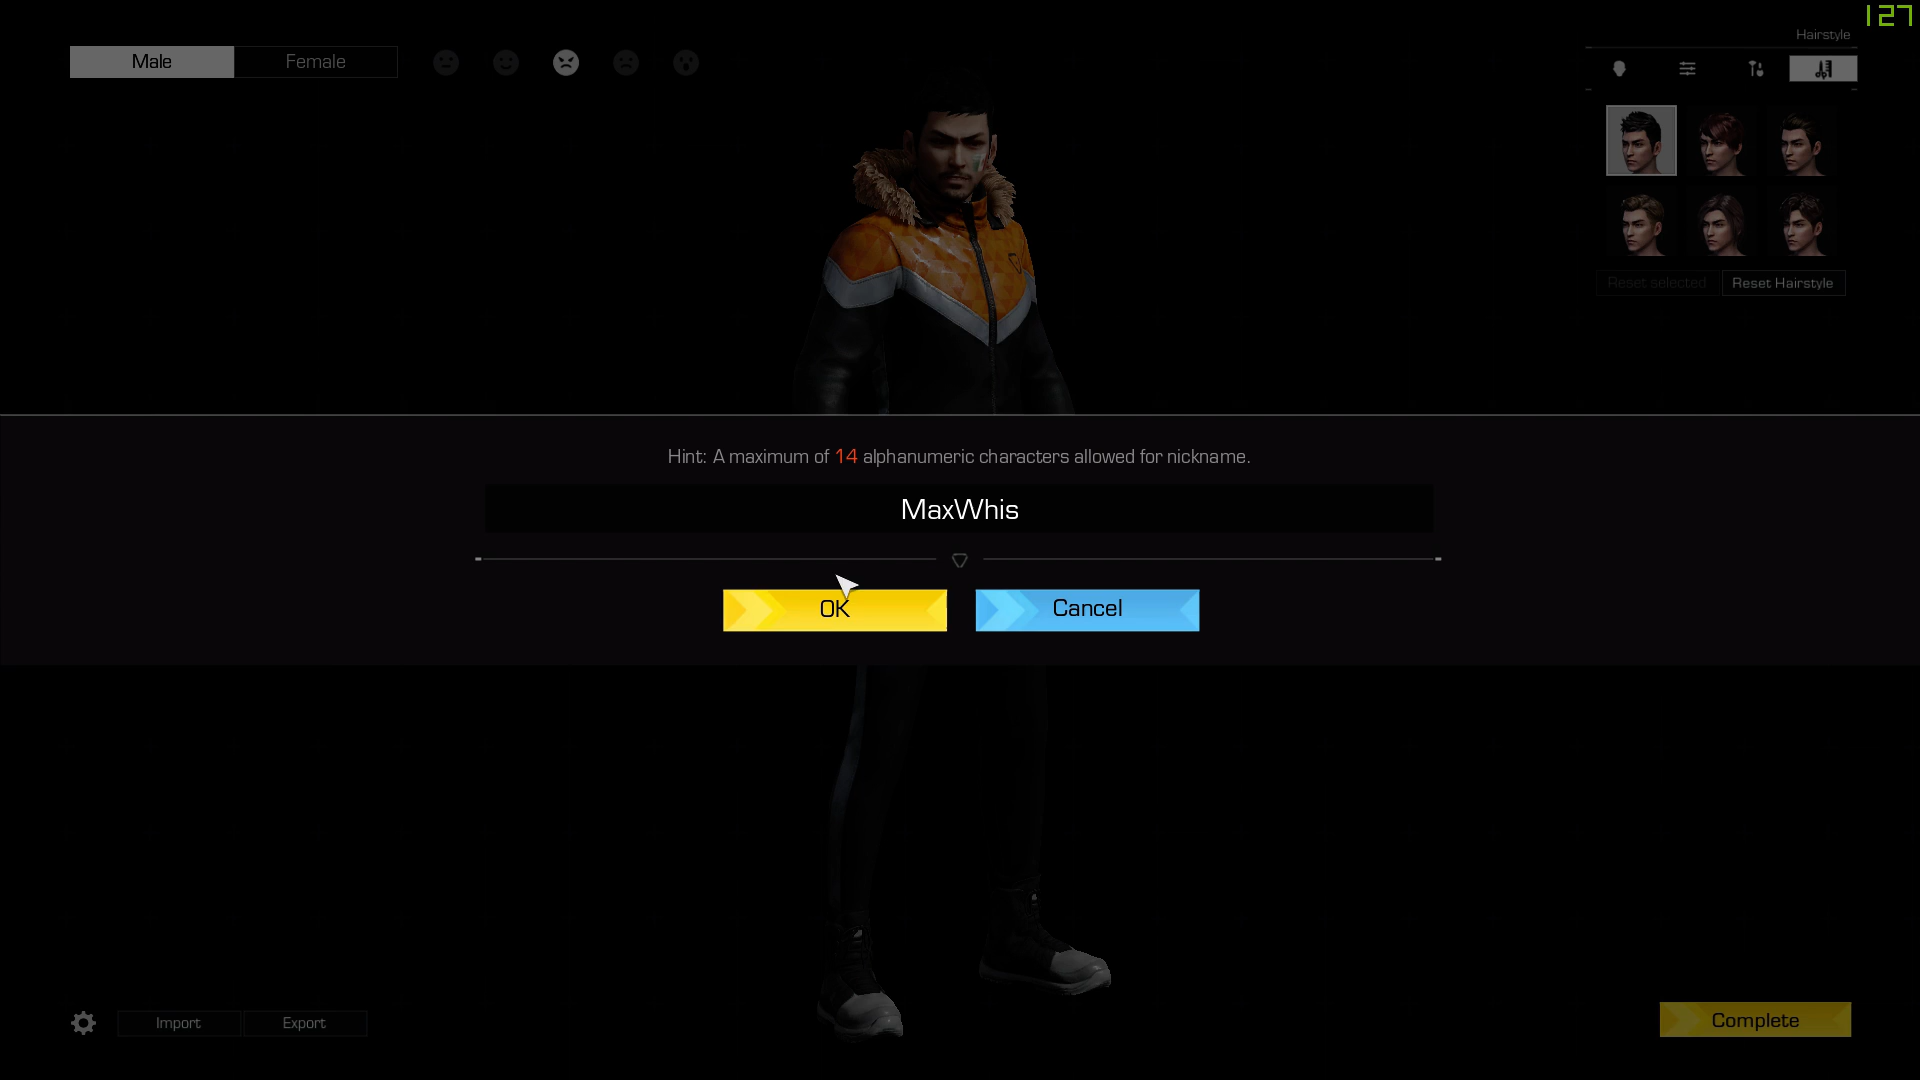 127
Male
Female
Hairstyle
Reset selected
Reset Hairstyle
Hint: A maximum of 14 alphanumeric characters allowed for nickname.
MaxWhis
OK
Cancel
Import
Export
Complete